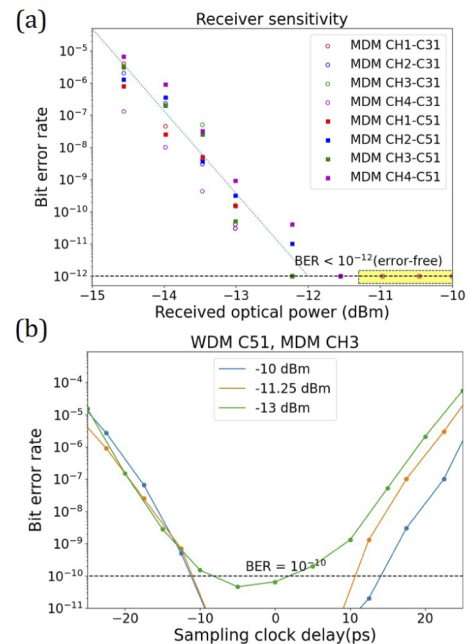 (a)
Receiver sensitivity
Bit error rate
10⁻⁵
10⁻⁶
10⁻⁷
10⁻⁸
10⁻⁹
10⁻¹⁰
10⁻¹¹
10⁻¹²
MDM CH1-C31
MDM CH2-C31
MDM CH3-C31
MDM CH4-C31
MDM CH1-C51
MDM CH2-C51
MDM CH3-C51
MDM CH4-C51
BER < 10⁻¹²(error-free)
−15 −14 −13 −12 −11 −10
Received optical power (dBm)
(b)
WDM C51, MDM CH3
Bit error rate
10⁻⁴
10⁻⁵
10⁻⁶
10⁻⁷
10⁻⁸
10⁻⁹
10⁻¹⁰
10⁻¹¹
-10 dBm
-11.25 dBm
-13 dBm
BER = 10⁻¹⁰
−20 −10 0 10 20
Sampling clock delay(ps)